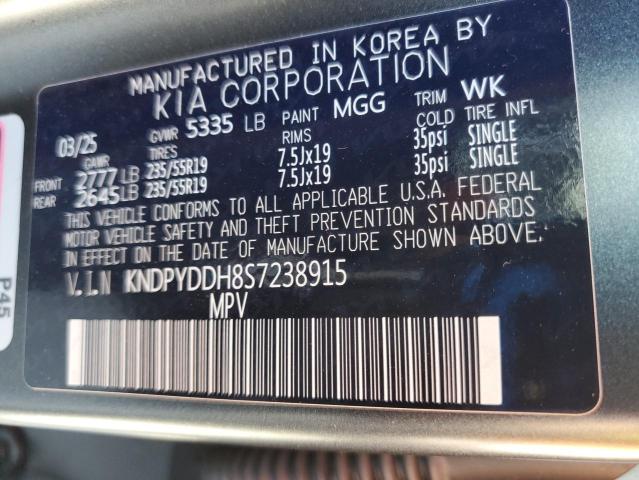 MANUFACTURED IN KOREA BY
KIA CORPORATION
03/25 GVWR 5335 LB PAINT MGG TRIM WK
GAWR TIRES RIMS COLD TIRE INFL
FRONT 2777 LB 235/55R19 7.5Jx19 35psi SINGLE
REAR 2645 LB 235/55R19 7.5Jx19 35psi SINGLE
THIS VEHICLE CONFORMS TO ALL APPLICABLE U.S.A. FEDERAL
MOTOR VEHICLE SAFETY AND THEFT PREVENTION STANDARDS
IN EFFECT ON THE DATE OF MANUFACTURE SHOWN ABOVE.
V.I.N KNDPYDDH8S7238915
MPV
P45